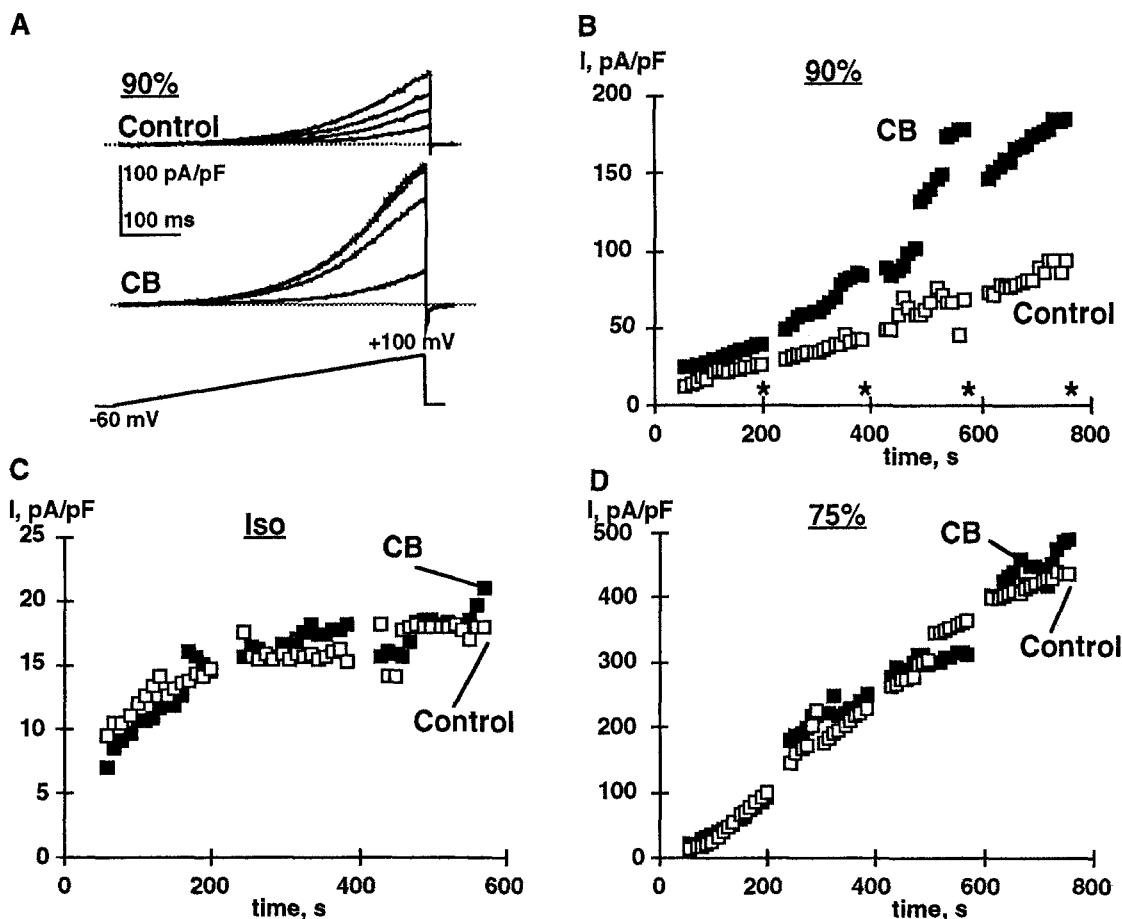 A
90%
Control
100 pA/pF
100 ms
CB
+100 mV
-60 mV
B
I, pA/pF
90%
200
150
100
50
0
CB
Control
* * * *
0 200 400 600 800
time, s
C
I, pA/pF
Iso
25
20
15
10
5
0
CB
Control
0 200 400 600
time, s
D
I, pA/pF
75%
500
400
300
200
100
0
CB
Control
0 200 400 600 800
time, s